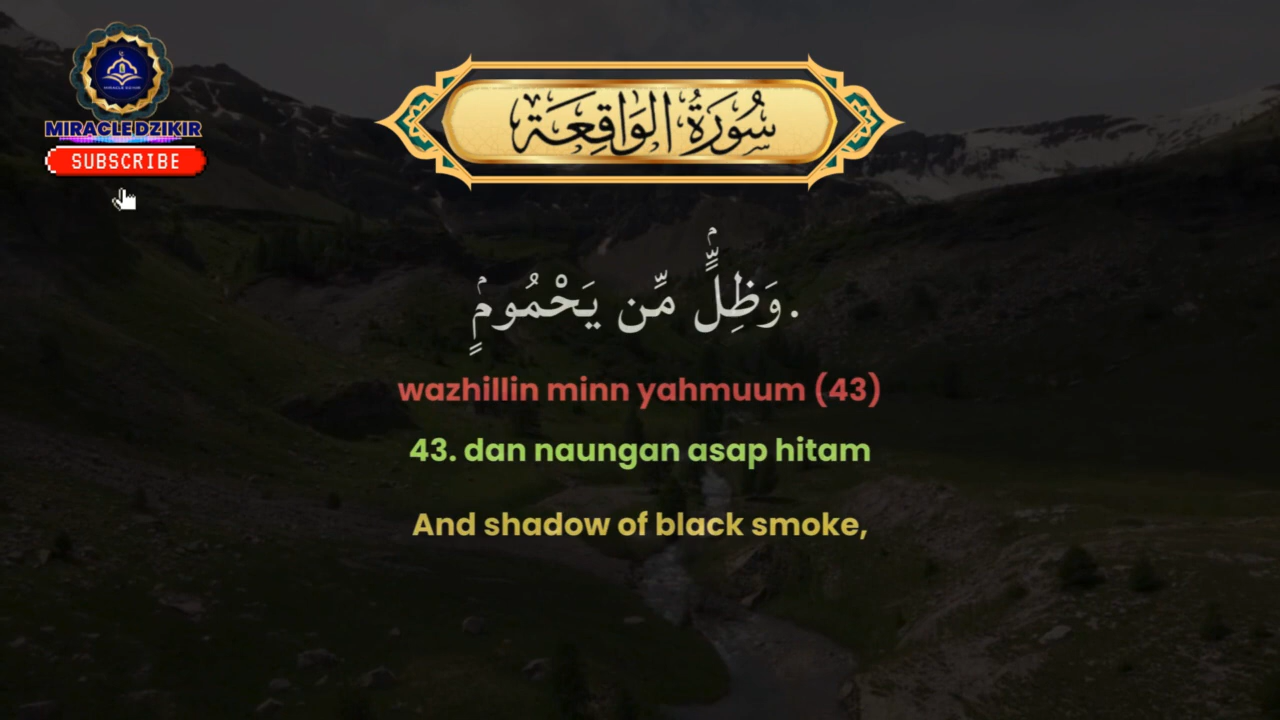 MIRACLEDZIKIR
SUBSCRIBE
سُورَةُ الوَاقِعَة
وَظِلٍّۢ مِّن يَحْمُومٍۢ.
wazhillin minn yahmuum (43)
43. dan naungan asap hitam
And shadow of black smoke,